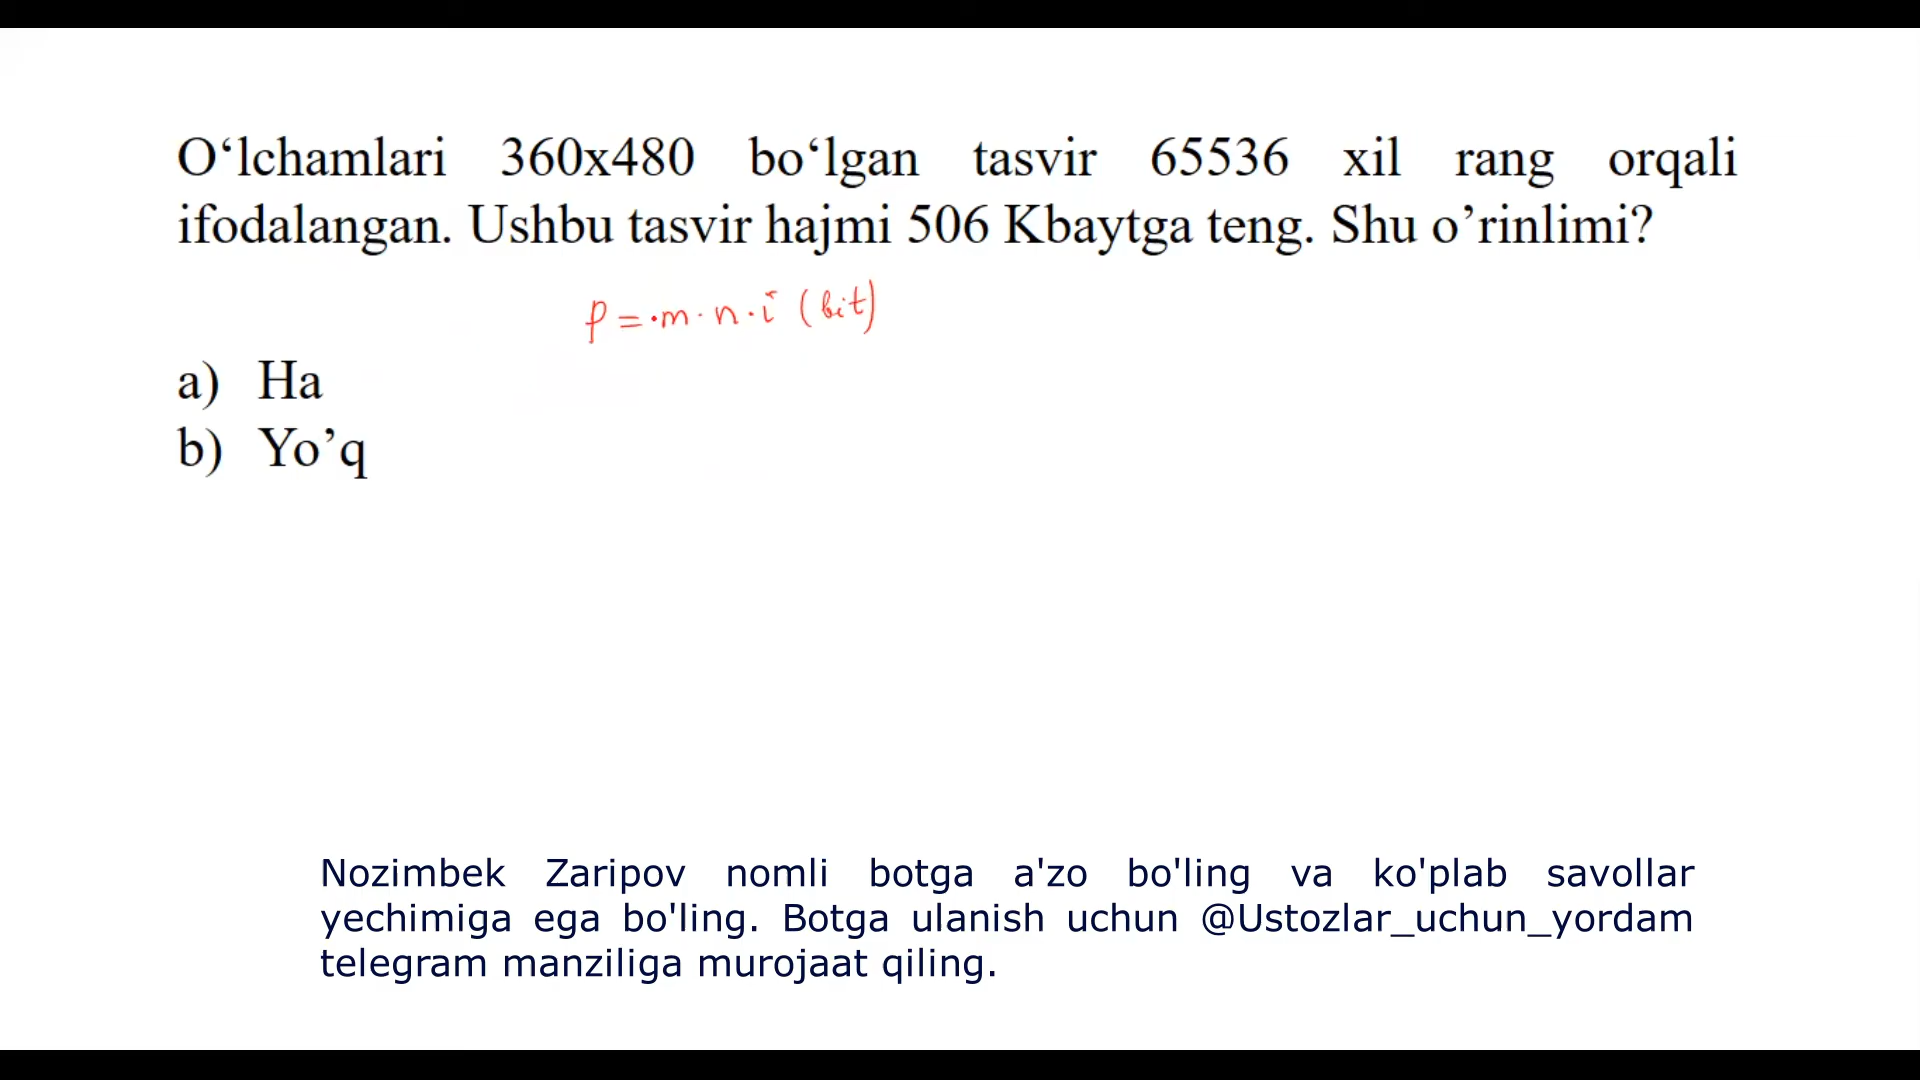 O‘lchamlari 360x480 bo‘lgan tasvir 65536 xil rang orqali
ifodalangan. Ushbu tasvir hajmi 506 Kbaytga teng. Shu o’rinlimi?
p = ·m · n · i (bit)
a) Ha
b) Yo’q
Nozimbek Zaripov nomli botga a'zo bo'ling va ko'plab savollar
yechimiga ega bo'ling. Botga ulanish uchun @Ustozlar_uchun_yordam
telegram manziliga murojaat qiling.